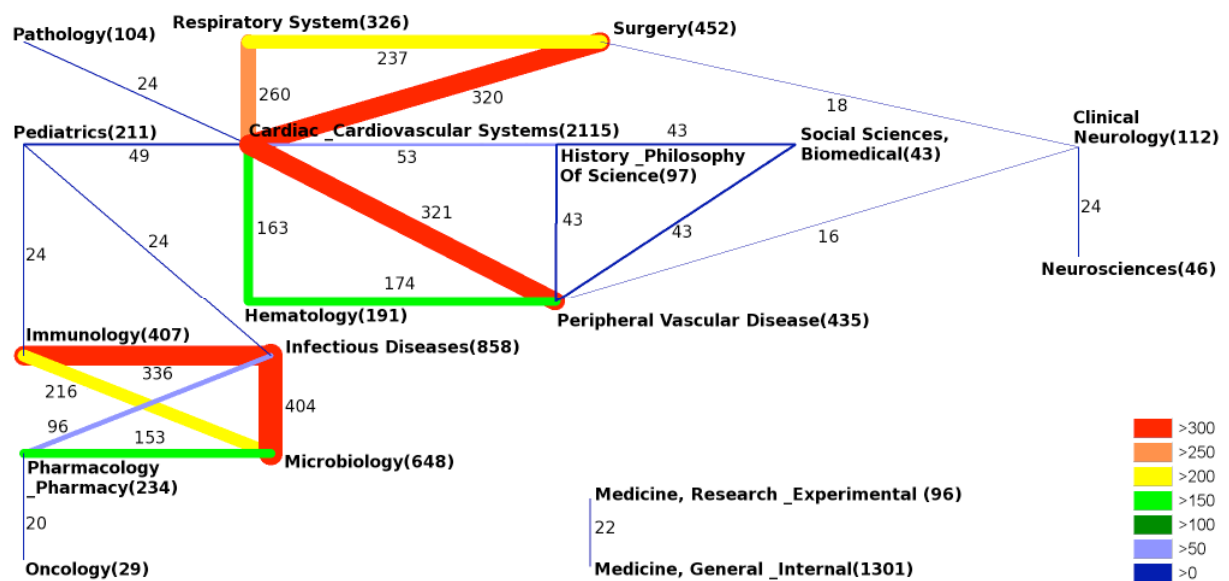 Respiratory System(326)
Surgery(452)
Pathology(104)
237
24
260
320
18
Clinical
Neurology(112)
Pediatrics(211)
Cardiac _Cardiovascular Systems(2115)
43
Social Sciences,
Biomedical(43)
49
53
History _Philosophy
Of Science(97)
24
24
163
321
43
43
16
24
174
Neurosciences(46)
Hematology(191)
Peripheral Vascular Disease(435)
Immunology(407)
Infectious Diseases(858)
336
216
404
96
153
Pharmacology
_Pharmacy(234)
Microbiology(648)
20
Oncology(29)
Medicine, Research _Experimental (96)
22
Medicine, General _Internal(1301)
>300
>250
>200
>150
>100
>50
>0